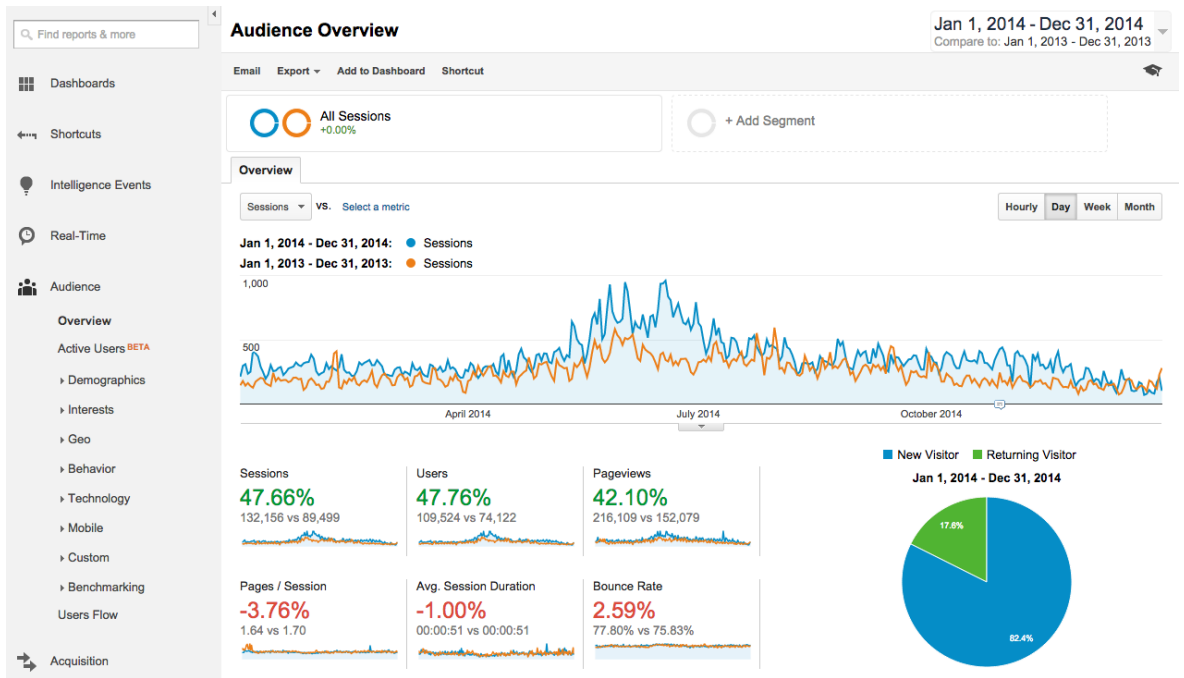 Find reports & more
Dashboards
Shortcuts
Intelligence Events
Real-Time
Audience
Overview
Active Users BETA
Demographics
Interests
Geo
Behavior
Technology
Mobile
Custom
Benchmarking
Users Flow
Acquisition
Audience Overview
Jan 1, 2014 - Dec 31, 2014
Compare to: Jan 1, 2013 - Dec 31, 2013
Email Export Add to Dashboard Shortcut
All Sessions
+0.00%
+ Add Segment
Overview
Sessions VS. Select a metric
Hourly Day Week Month
Jan 1, 2014 - Dec 31, 2014: Sessions
Jan 1, 2013 - Dec 31, 2013: Sessions
1,000
500
April 2014 July 2014 October 2014
Sessions
47.66%
132,156 vs 89,499
Users
47.76%
109,524 vs 74,122
Pageviews
42.10%
216,109 vs 152,079
Pages / Session
-3.76%
1.64 vs 1.70
Avg. Session Duration
-1.00%
00:00:51 vs 00:00:51
Bounce Rate
2.59%
77.80% vs 75.83%
New Visitor Returning Visitor
Jan 1, 2014 - Dec 31, 2014
17.6%
82.4%